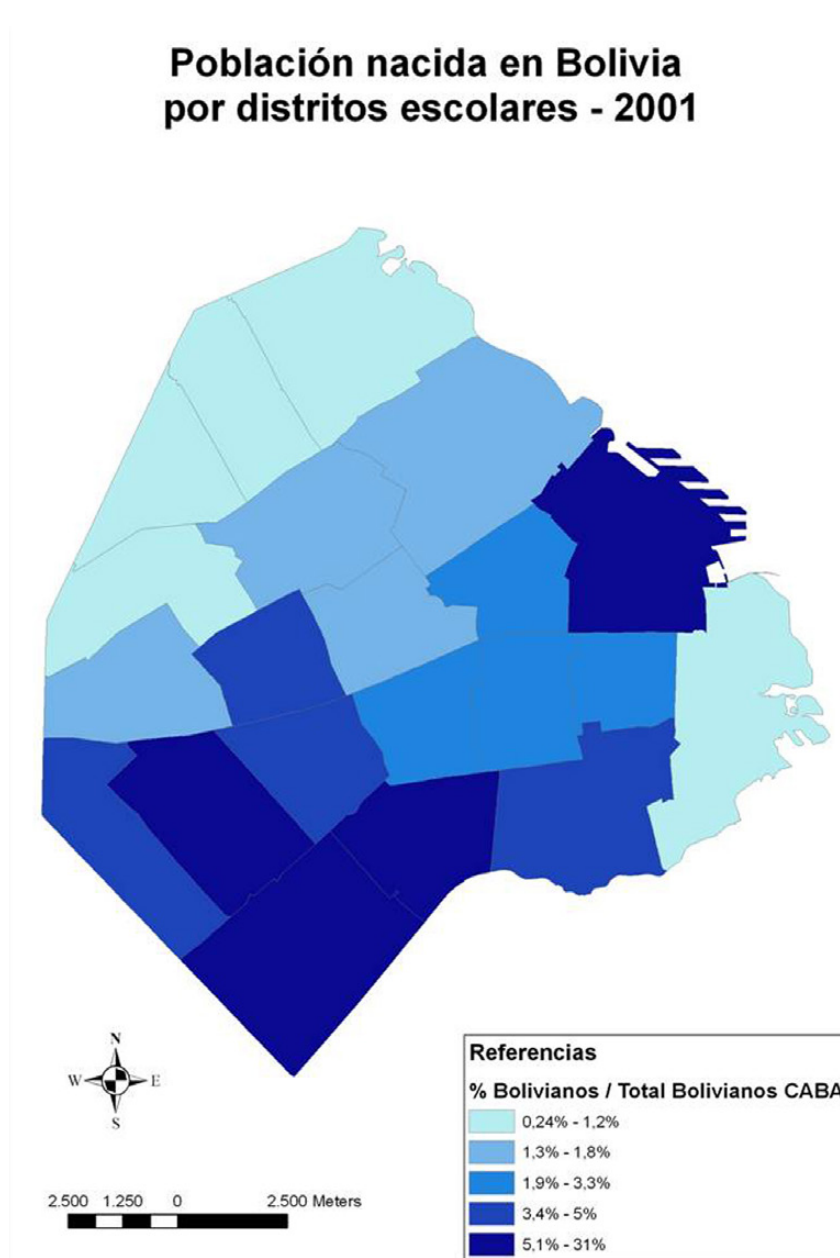 Población nacida en Bolivia
por distritos escolares - 2001
N
W E
S
2.500 1.250 0 2.500 Meters
Referencias
% Bolivianos / Total Bolivianos CABA
0,24% - 1,2%
1,3% - 1,8%
1,9% - 3,3%
3,4% - 5%
5,1% - 31%